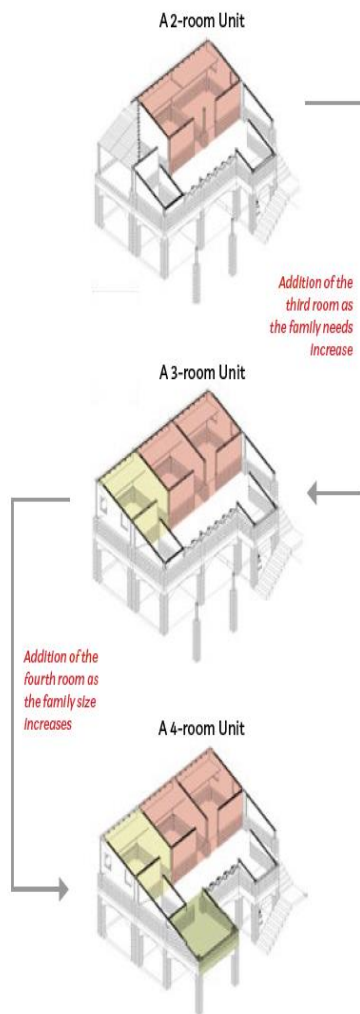 A 2-room Unit
Addition of the
third room as
the family needs
increase
A 3-room Unit
Addition of the
fourth room as
the family size
increases
A 4-room Unit